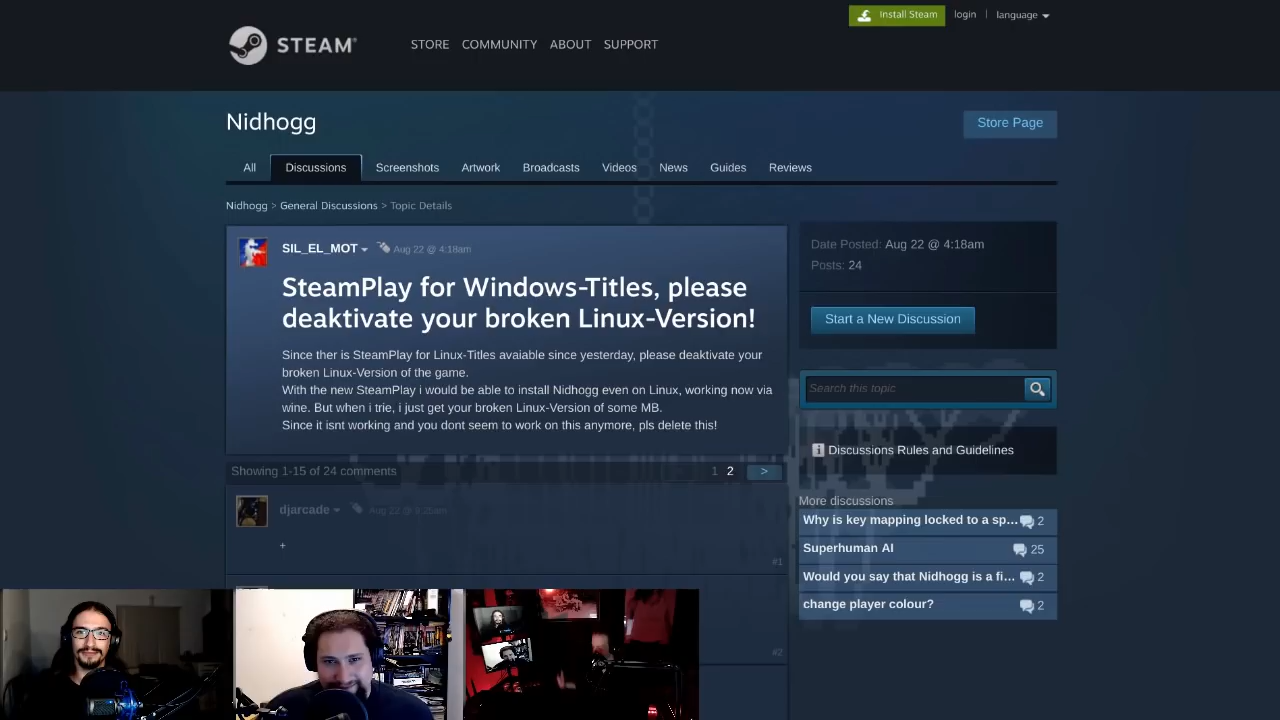 Install Steam
login
language
STEAM®
STORE
COMMUNITY
ABOUT
SUPPORT
Nidhogg
Store Page
All
Discussions
Screenshots
Artwork
Broadcasts
Videos
News
Guides
Reviews
Nidhogg > General Discussions > Topic Details
SIL_EL_MOT
Aug 22 @ 4:18am
SteamPlay for Windows-Titles, please
deaktivate your broken Linux-Version!
Since ther is SteamPlay for Linux-Titles avaiable since yesterday, please deaktivate your
broken Linux-Version of the game.
With the new SteamPlay i would be able to install Nidhogg even on Linux, working now via
wine. But when i trie, i just get your broken Linux-Version of some MB.
Since it isnt working and you dont seem to work on this anymore, pls delete this!
Showing 1-15 of 24 comments
1 2 >
djarcade
Aug 22 @ 9:25am
+
#1
#2
Date Posted: Aug 22 @ 4:18am
Posts: 24
Start a New Discussion
Search this topic
Discussions Rules and Guidelines
More discussions
Why is key mapping locked to a sp... 2
Superhuman AI 25
Would you say that Nidhogg is a fi... 2
change player colour? 2